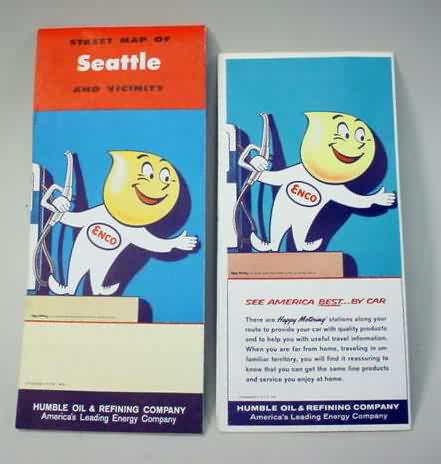 STREET MAP OF
Seattle
AND VICINITY
ENCO
HUMBLE OIL & REFINING COMPANY
America's Leading Energy Company
ENCO
SEE AMERICA BEST...BY CAR
There are Happy Motoring stations along your
route to provide your car with quality products
and to help you with useful travel information.
When you are far from home, traveling in un-
familiar territory, you will find it reassuring to
know that you can get the same fine products
and service you enjoy at home.
HUMBLE OIL & REFINING COMPANY
America's Leading Energy Company